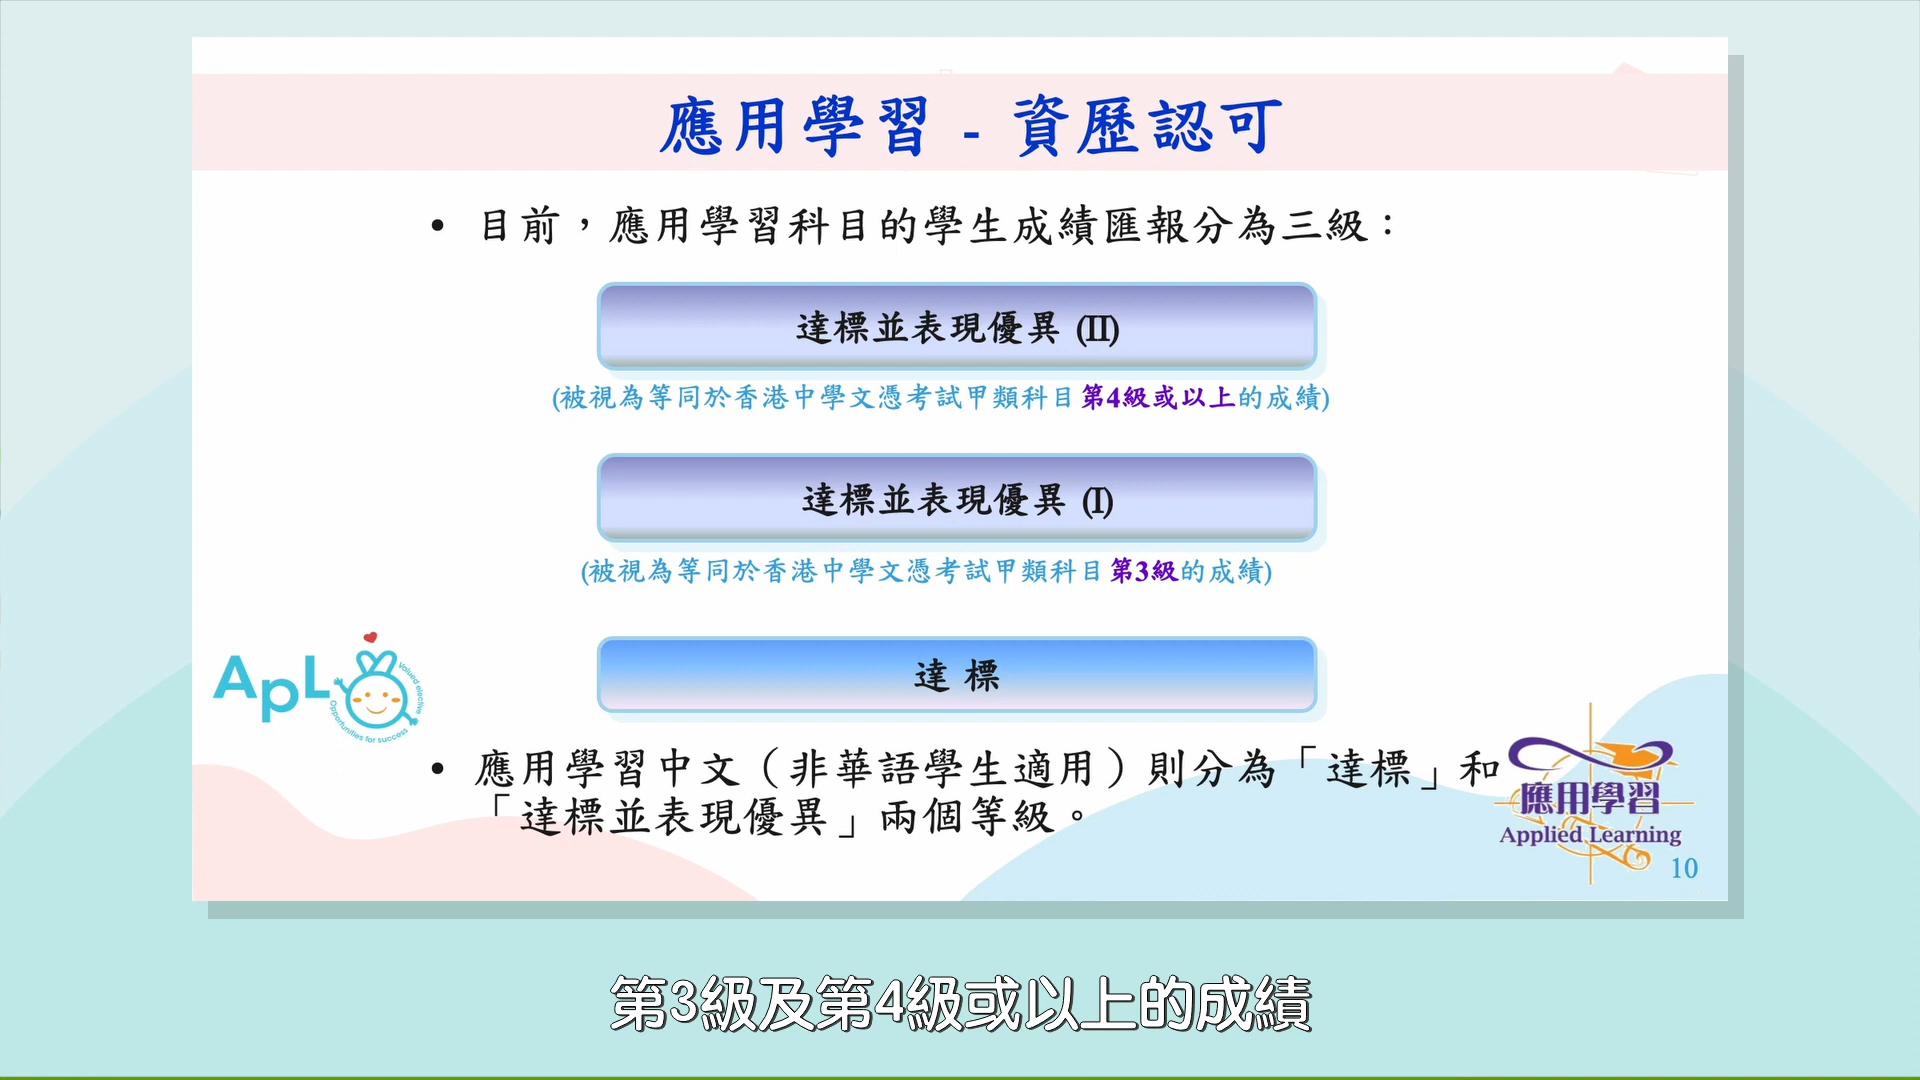 應用學習 - 資歷認可
• 目前，應用學習科目的學生成績匯報分為三級：
達標並表現優異 (II)
(被視為等同於香港中學文憑考試甲類科目第4級或以上的成績)
達標並表現優異 (I)
(被視為等同於香港中學文憑考試甲類科目第3級的成績)
達 標
ApL
Valued elective
Opportunities for success
• 應用學習中文（非華語學生適用）則分為「達標」和
「達標並表現優異」兩個等級。
應用學習
Applied Learning
10
第3級及第4級或以上的成績